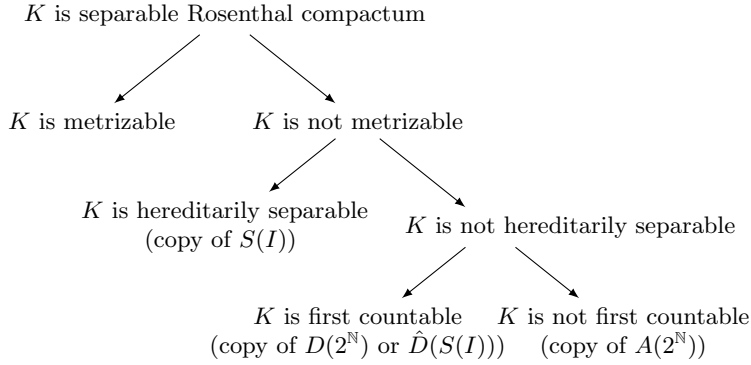 K is separable Rosenthal compactum
K is metrizable
K is not metrizable
K is hereditarily separable
(copy of S(I))
K is not hereditarily separable
K is first countable
(copy of D(2^ℕ) or D̂(S(I)))
K is not first countable
(copy of A(2^ℕ))